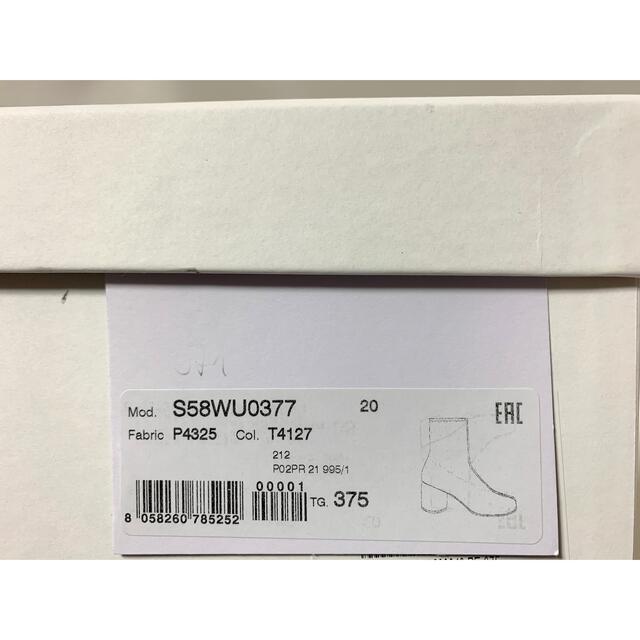 Mod. S58WU0377 20 EAC
Fabric P4325 Col. T4127
212
P02PR 21 995/1
00001
TG. 375
8 058260 785252